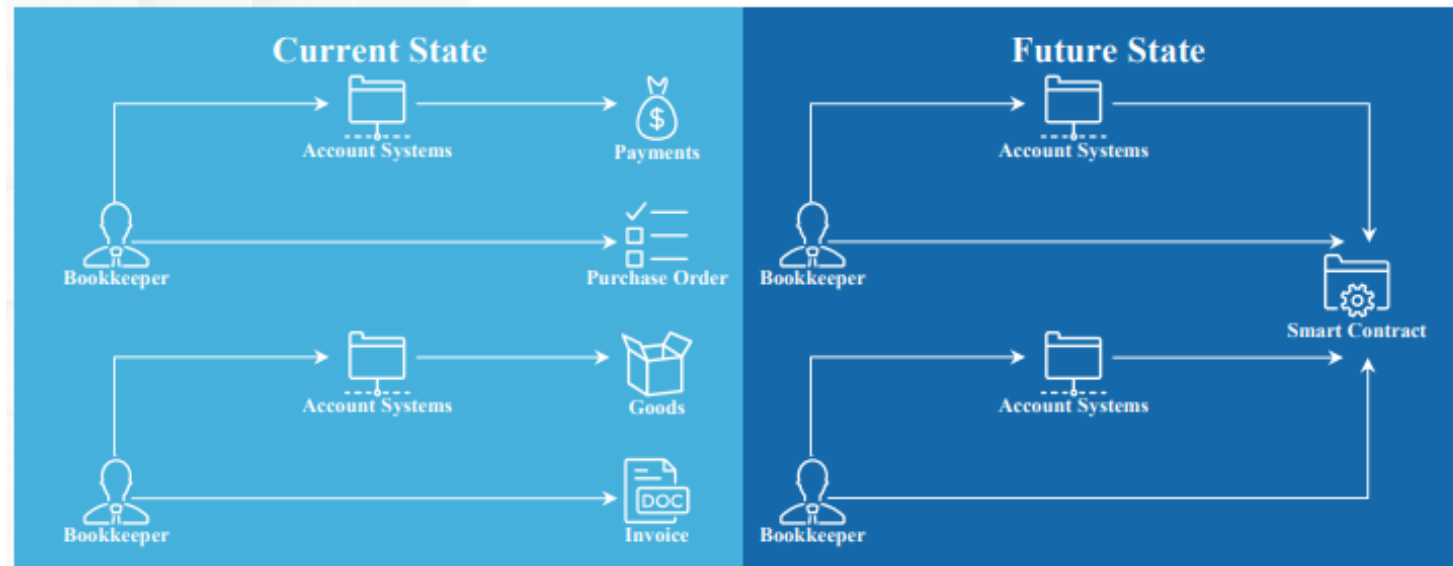 Current State
Account Systems
$
Payments
Bookkeeper
Purchase Order
Account Systems
Goods
Bookkeeper
DOC
Invoice
Future State
Account Systems
Bookkeeper
Smart Contract
Account Systems
Bookkeeper